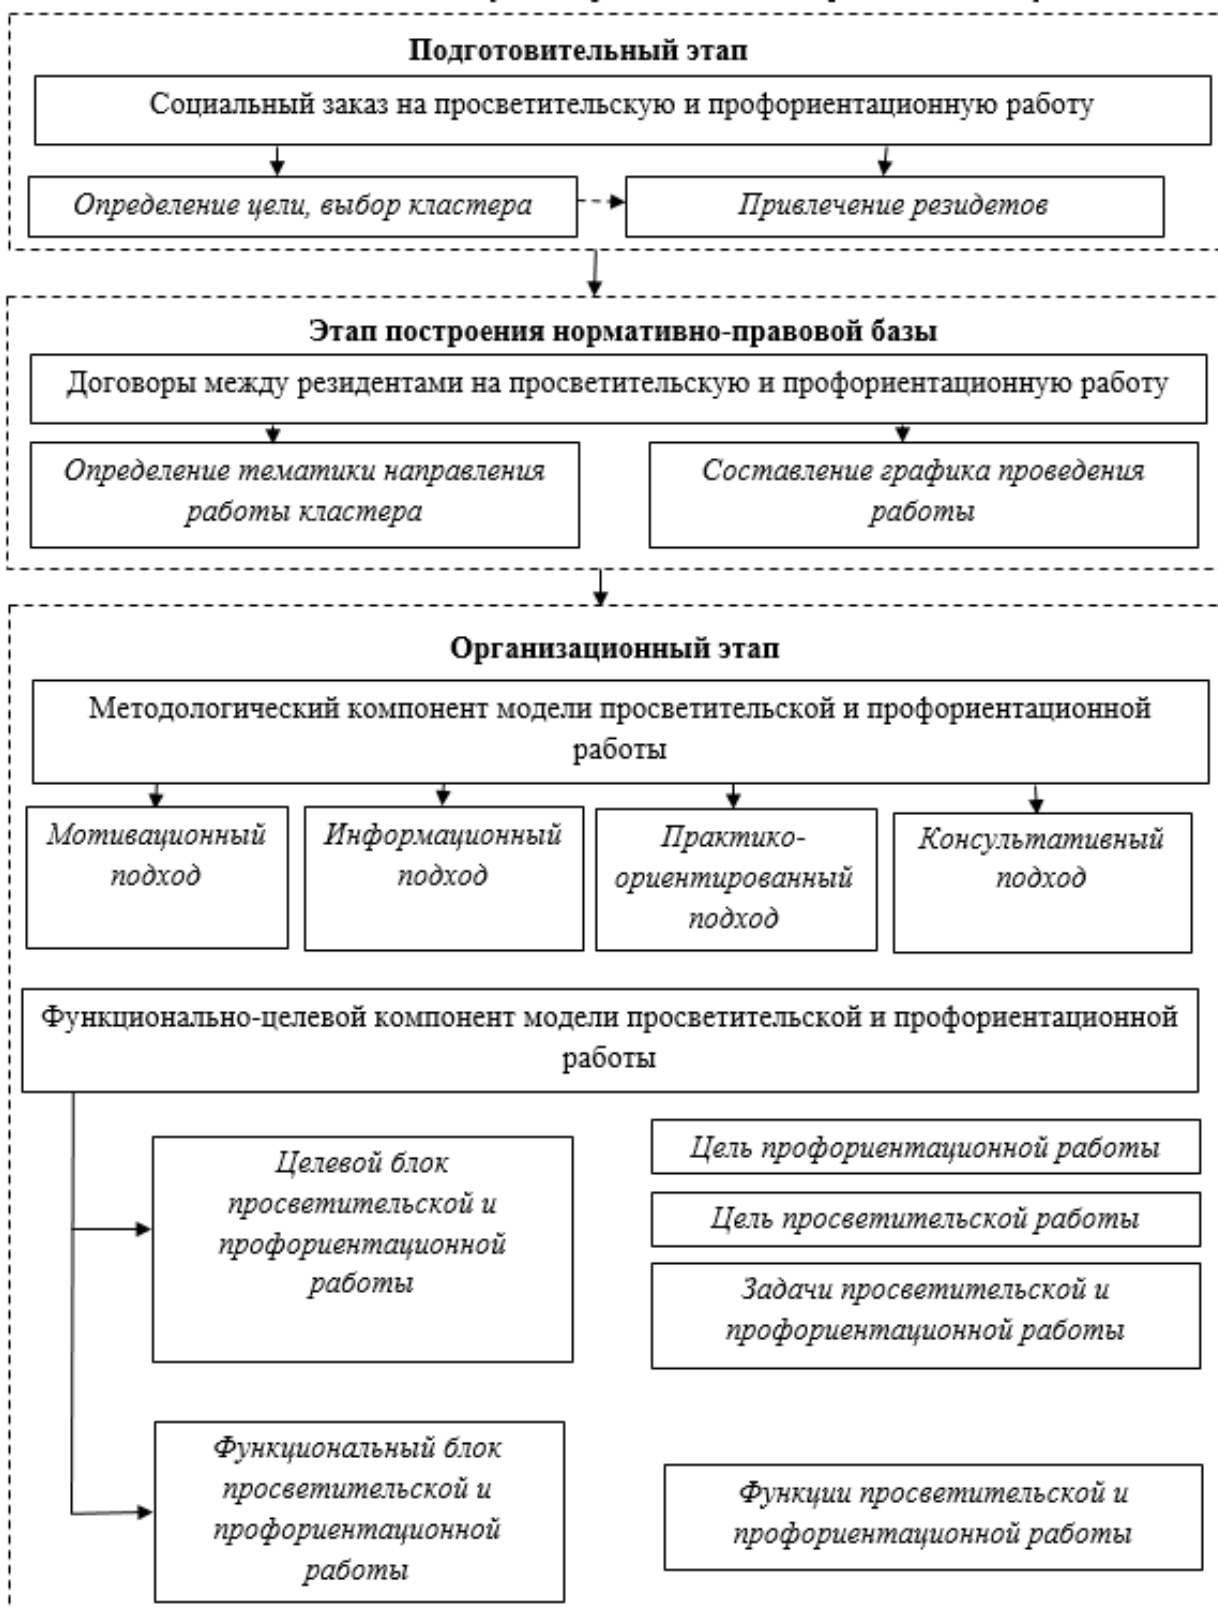 Подготовительный этап
Социальный заказ на просветительскую и профориентационную работу
Определение цели, выбор кластера
Привлечение резидетов
Этап построения нормативно-правовой базы
Договоры между резидентами на просветительскую и профориентационную работу
Определение тематики направления
работы кластера
Составление графика проведения
работы
Организационный этап
Методологический компонент модели просветительской и профориентационной
работы
Мотивационный
подход
Информационный
подход
Практико-
ориентированный
подход
Консультативный
подход
Функционально-целевой компонент модели просветительской и профориентационной
работы
Целевой блок
просветительской и
профориентационной
работы
Цель профориентационной работы
Цель просветительской работы
Задачи просветительской и
профориентационной работы
Функциональный блок
просветительской и
профориентационной
работы
Функции просветительской и
профориентационной работы